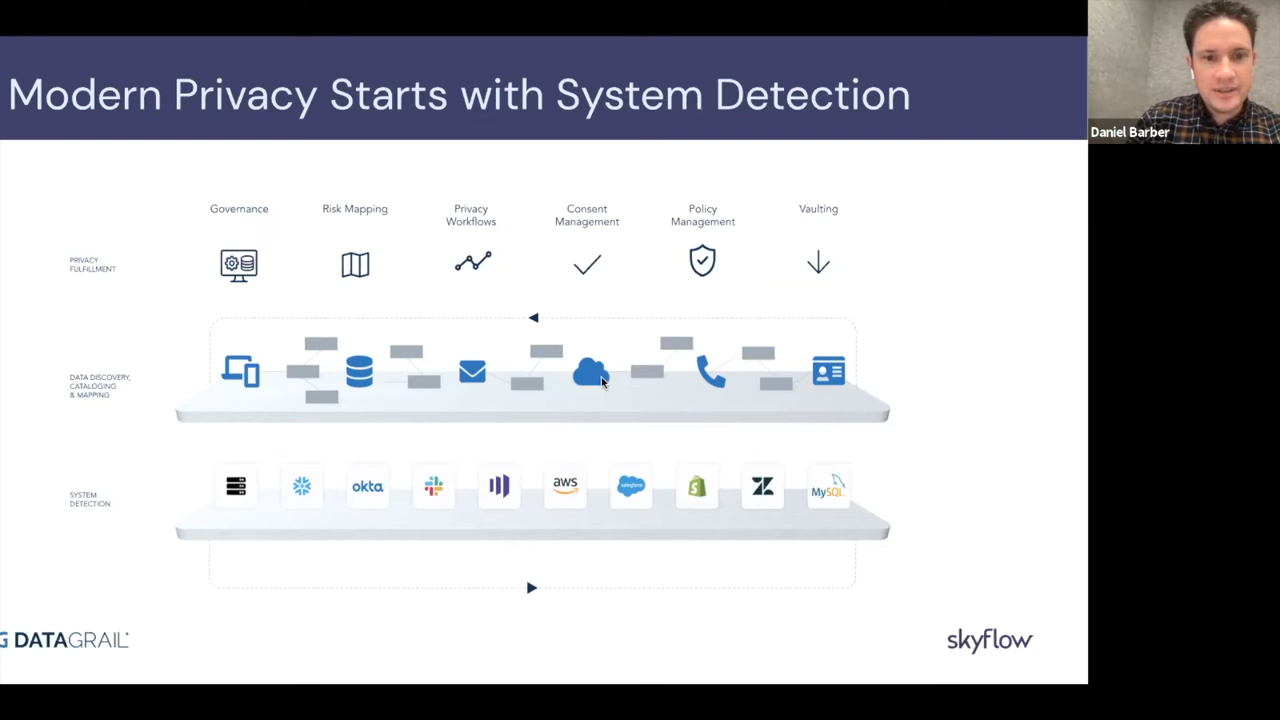 Modern Privacy Starts with System Detection
Daniel Barber
Governance
Risk Mapping
Privacy
Workflows
Consent
Management
Policy
Management
Vaulting
PRIVACY
FULFILLMENT
DATA DISCOVERY,
CATALOGING
& MAPPING
SYSTEM
DETECTION
okta
aws
salesforce
MySQL
G DATAGRAIL
skyflow